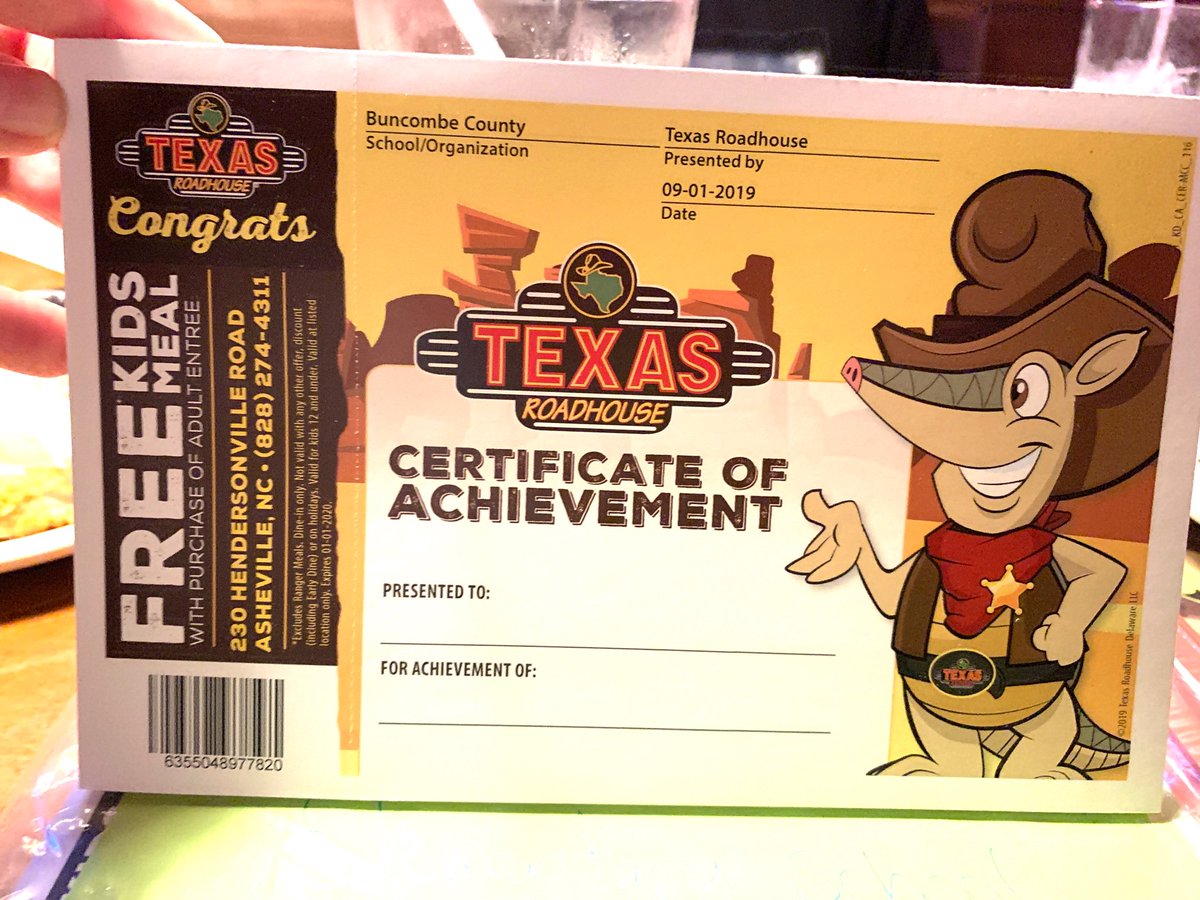 TEXAS
ROADHOUSE
Congrats
FREE KIDS MEAL
WITH PURCHASE OF ADULT ENTREE
230 HENDERSONVILLE ROAD
ASHEVILLE, NC • (828) 274-4311
*Excludes Ranger Meals. Dine-in only. Not valid with any other offer, discount
(including Early Dine) or on holidays. Valid for kids 12 and under. Valid at listed
location only. Expires 01-01-2020.
6355048977820
Buncombe County
School/Organization
Texas Roadhouse
Presented by
09-01-2019
Date
TEXAS
ROADHOUSE
CERTIFICATE OF
ACHIEVEMENT
PRESENTED TO:
FOR ACHIEVEMENT OF:
TEXAS
KD_CA_CER-MCC_116
©2019 Texas Roadhouse Delaware LLC